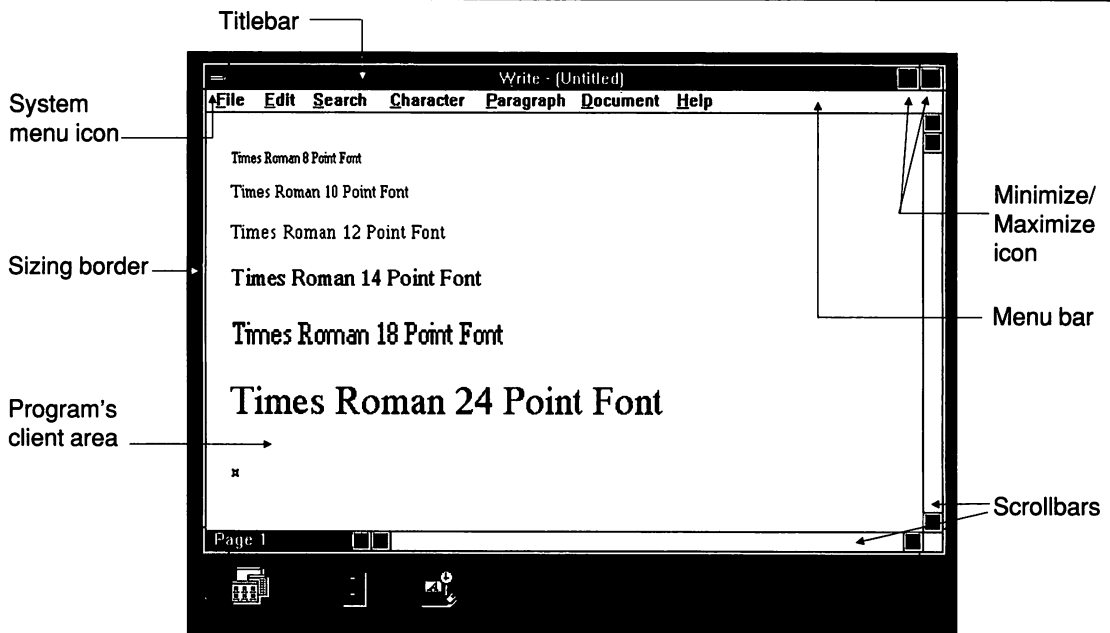 Titlebar
Write - (Untitled)
System
menu icon
File Edit Search Character Paragraph Document Help
Times Roman 8 Point Font
Times Roman 10 Point Font
Minimize/
Maximize
icon
Times Roman 12 Point Font
Sizing border
Times Roman 14 Point Font
Menu bar
Times Roman 18 Point Font
Times Roman 24 Point Font
Program's
client area
¤
Scrollbars
Page 1